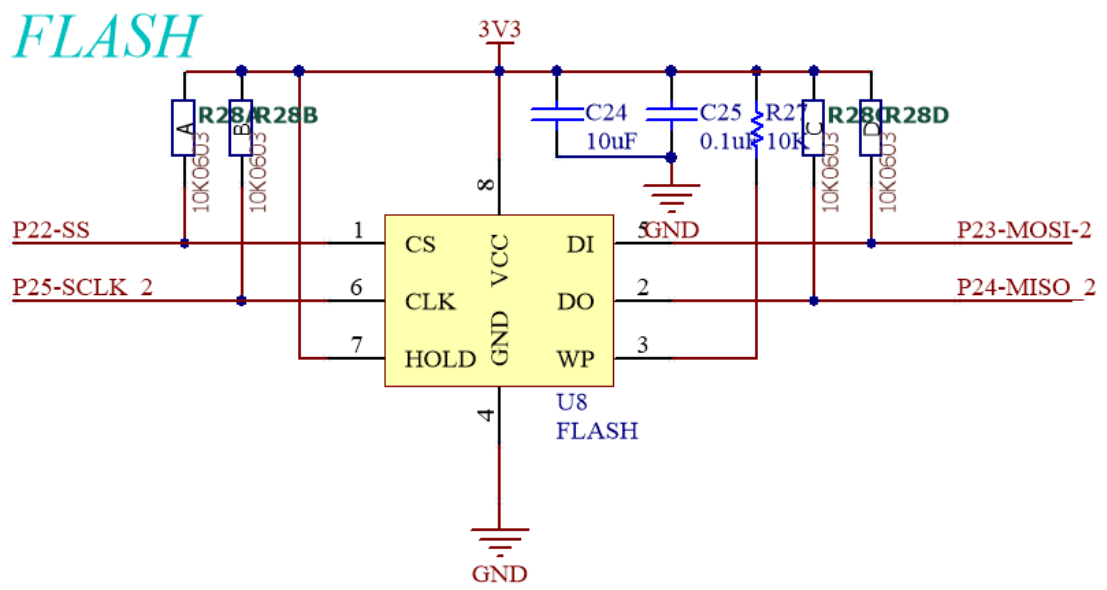 FLASH
3V3
R28A
R28B
C24
C25
R27
R28C
R28D
A
B
C
D
10uF
0.1uF
10K
10K0603
10K0603
10K0603
10K0603
8
P22-SS
1
CS
VCC
DI
5
GND
P23-MOSI-2
P25-SCLK_2
6
CLK
DO
2
P24-MISO_2
7
HOLD
GND
WP
3
4
U8
FLASH
GND